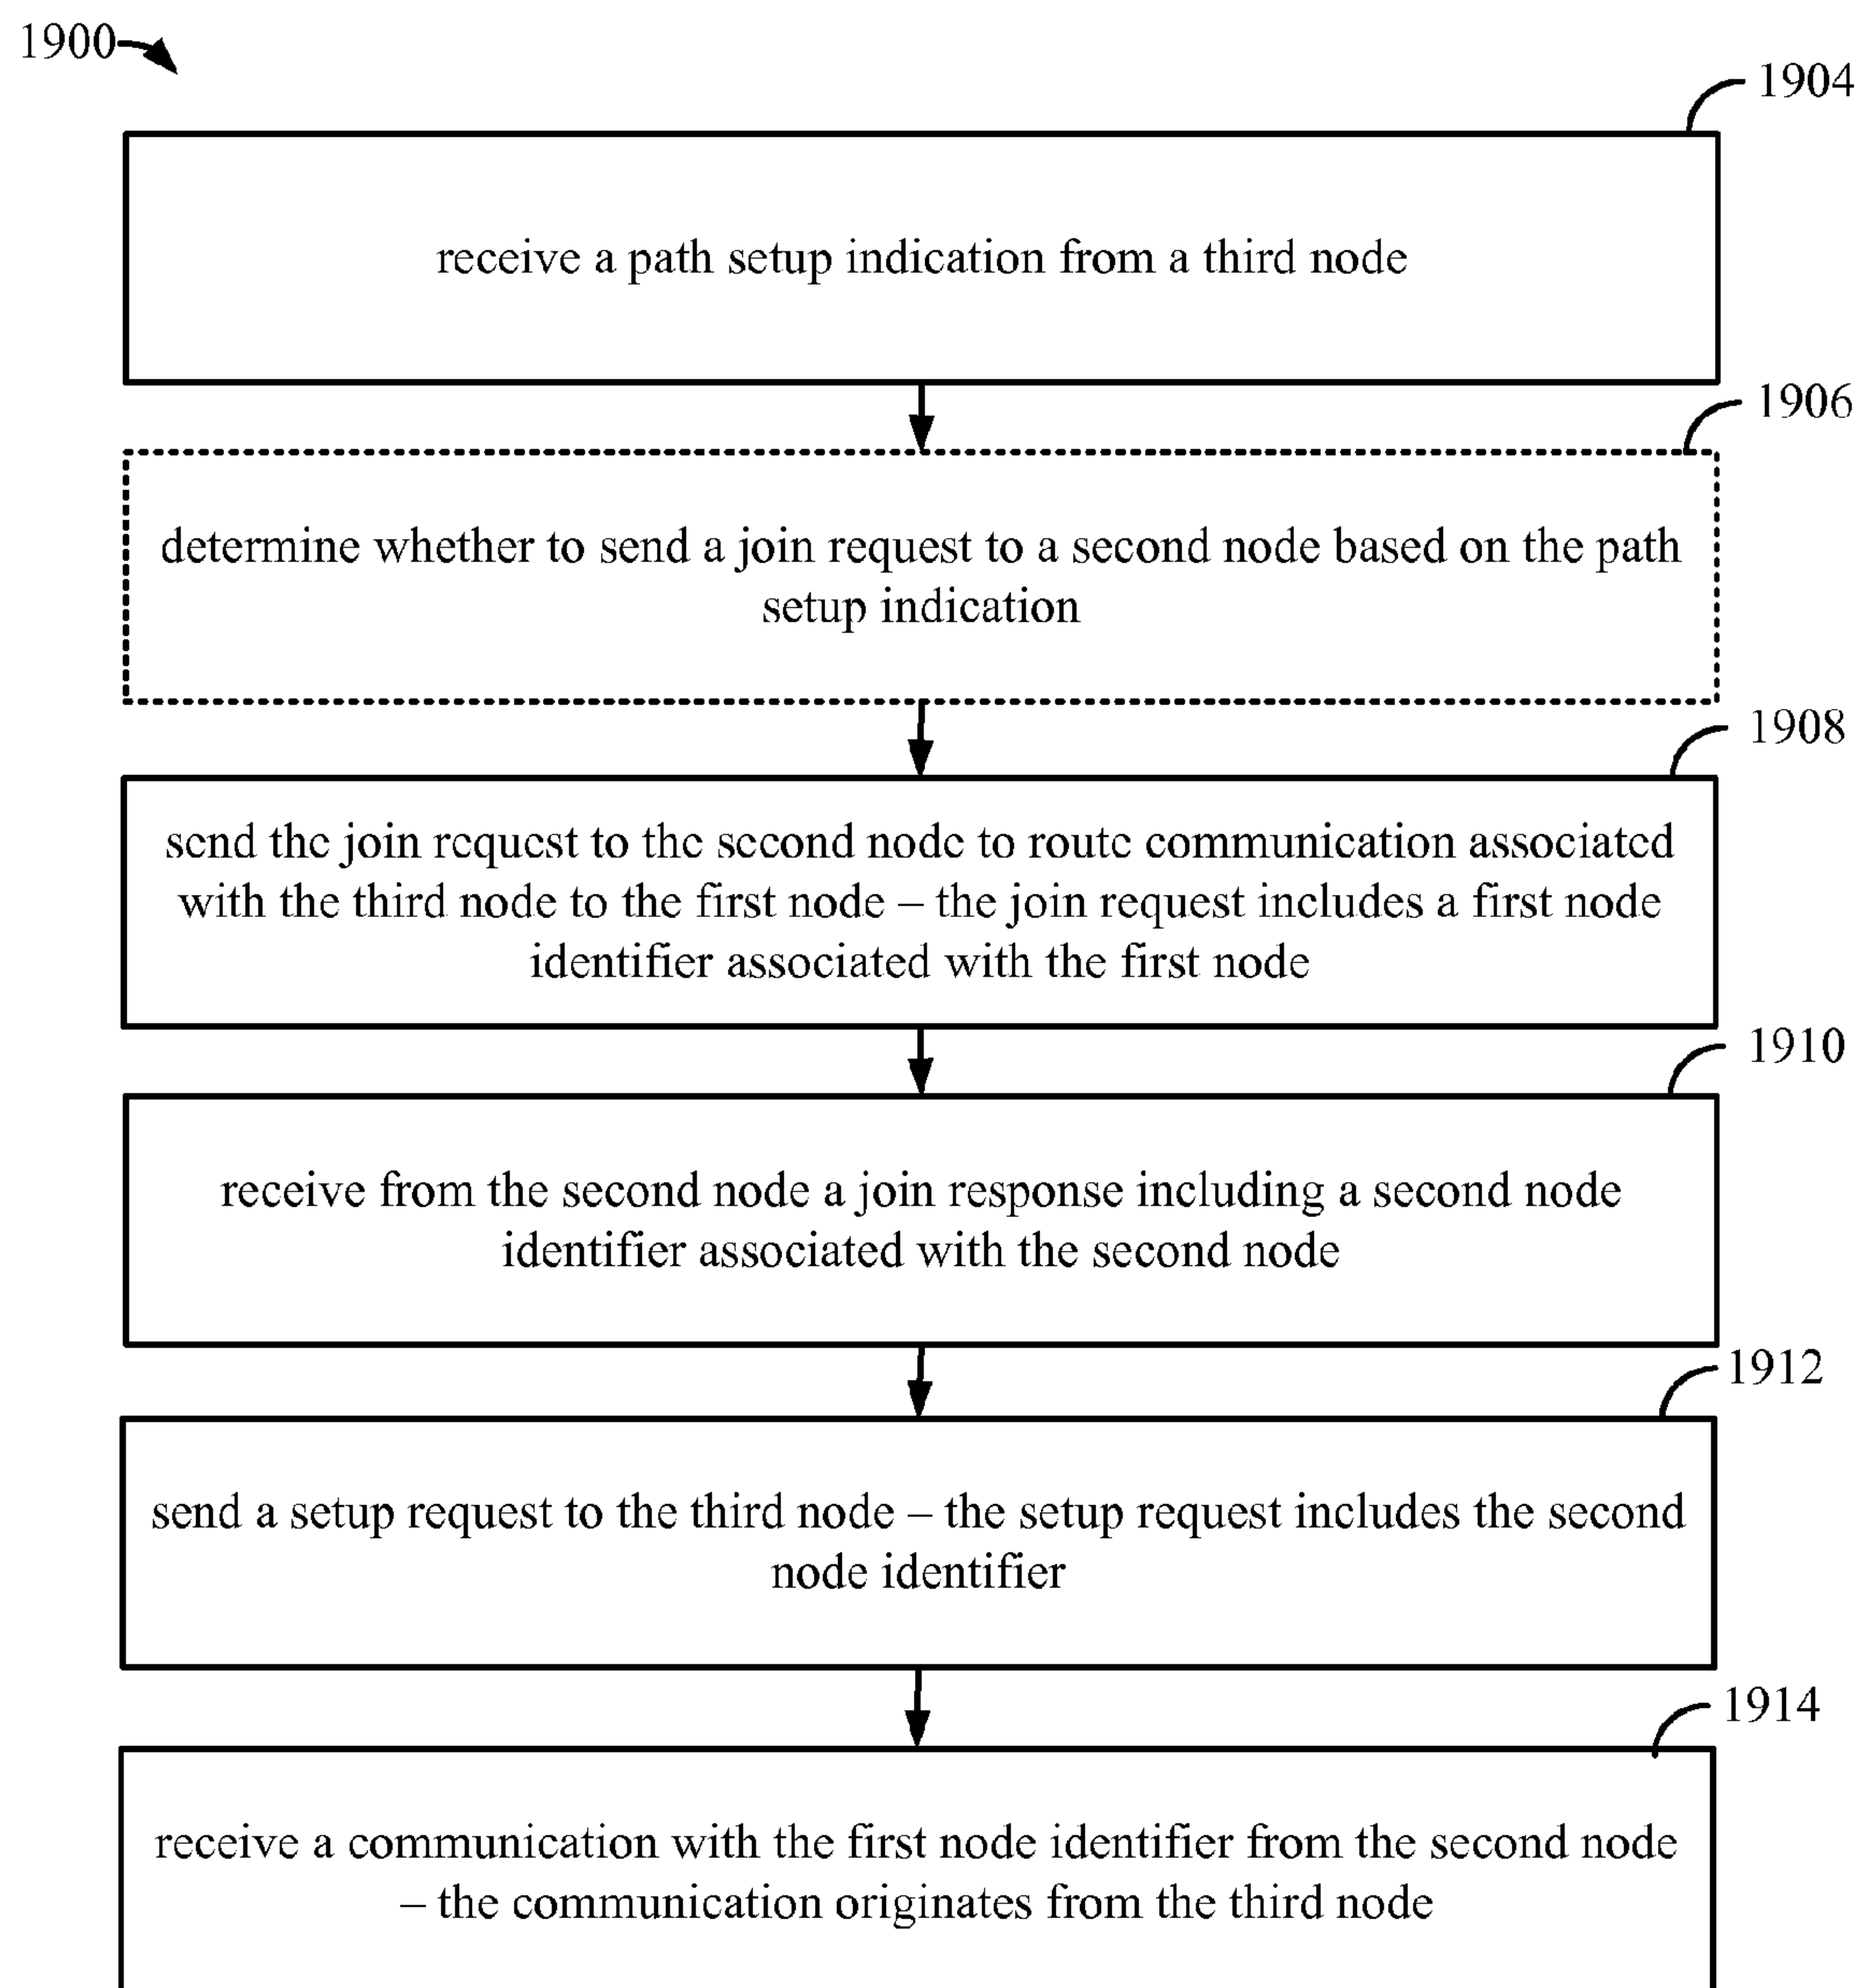 1900
1904
receive a path setup indication from a third node
1906
determine whether to send a join request to a second node based on the path
setup indication
1908
send the join request to the second node to route communication associated
with the third node to the first node – the join request includes a first node
identifier associated with the first node
1910
receive from the second node a join response including a second node
identifier associated with the second node
1912
send a setup request to the third node – the setup request includes the second
node identifier
1914
receive a communication with the first node identifier from the second node
– the communication originates from the third node